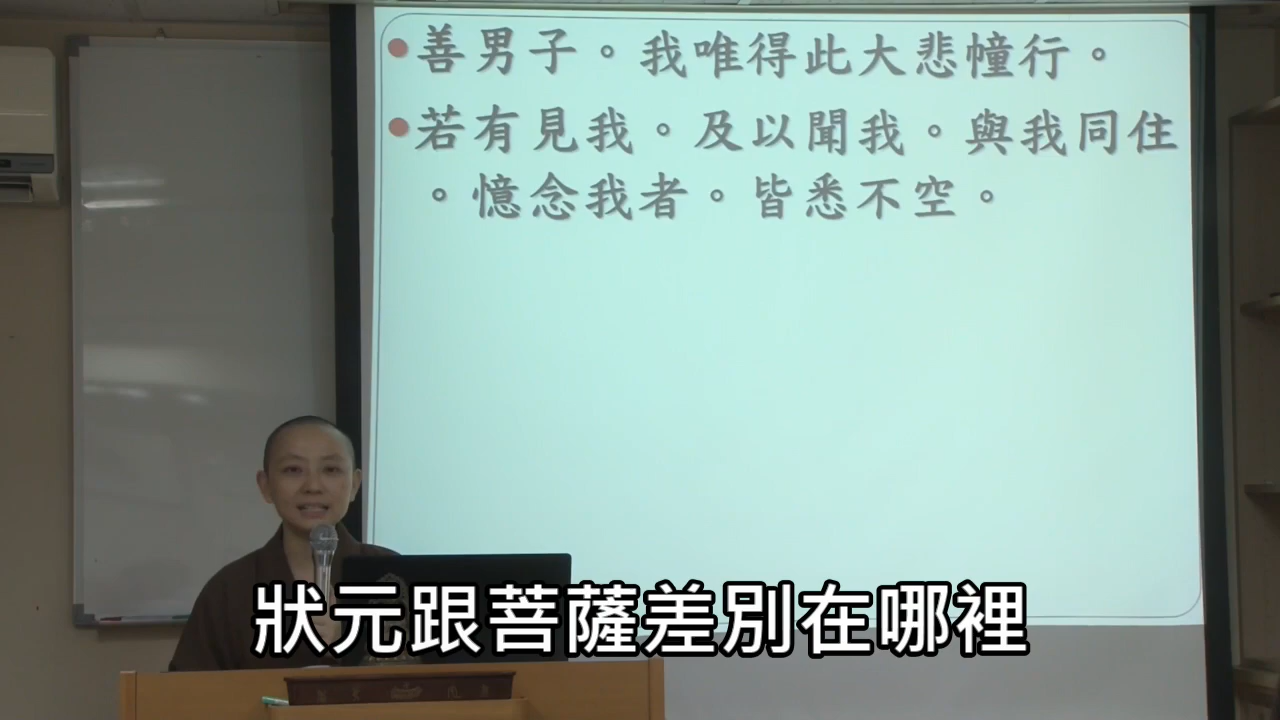 善男子。我唯得此大悲幢行。
若有見我。及以聞我。與我同住
。憶念我者。皆悉不空。
狀元跟菩薩差別在哪裡